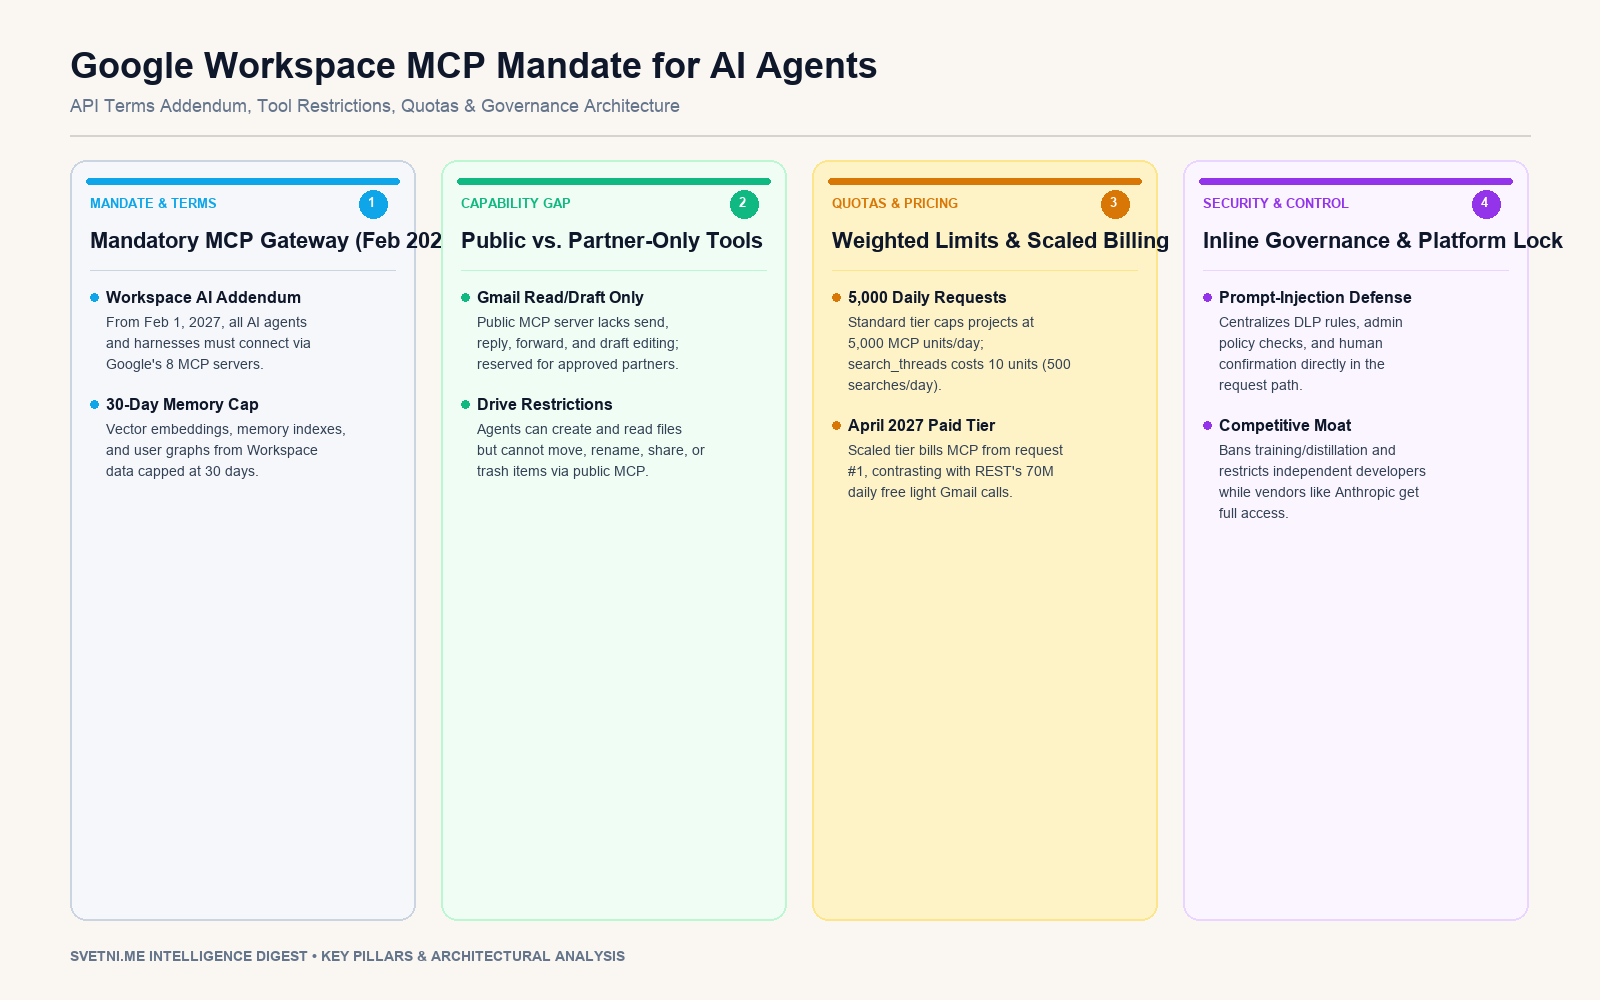 Google Workspace MCP Mandate for AI Agents
API Terms Addendum, Tool Restrictions, Quotas & Governance Architecture
MANDATE & TERMS
1
Mandatory MCP Gateway (Feb 202
Workspace AI Addendum
From Feb 1, 2027, all AI agents
and harnesses must connect via
Google's 8 MCP servers.
30-Day Memory Cap
Vector embeddings, memory indexes,
and user graphs from Workspace
data capped at 30 days.
CAPABILITY GAP
2
Public vs. Partner-Only Tools
Gmail Read/Draft Only
Public MCP server lacks send,
reply, forward, and draft editing;
reserved for approved partners.
Drive Restrictions
Agents can create and read files
but cannot move, rename, share, or
trash items via public MCP.
QUOTAS & PRICING
3
Weighted Limits & Scaled Billing
5,000 Daily Requests
Standard tier caps projects at
5,000 MCP units/day;
search_threads costs 10 units (500
searches/day).
April 2027 Paid Tier
Scaled tier bills MCP from request
#1, contrasting with REST's 70M
daily free light Gmail calls.
SECURITY & CONTROL
4
Inline Governance & Platform Lock
Prompt-Injection Defense
Centralizes DLP rules, admin
policy checks, and human
confirmation directly in the
request path.
Competitive Moat
Bans training/distillation and
restricts independent developers
while vendors like Anthropic get
full access.
SVETNI.ME INTELLIGENCE DIGEST • KEY PILLARS & ARCHITECTURAL ANALYSIS